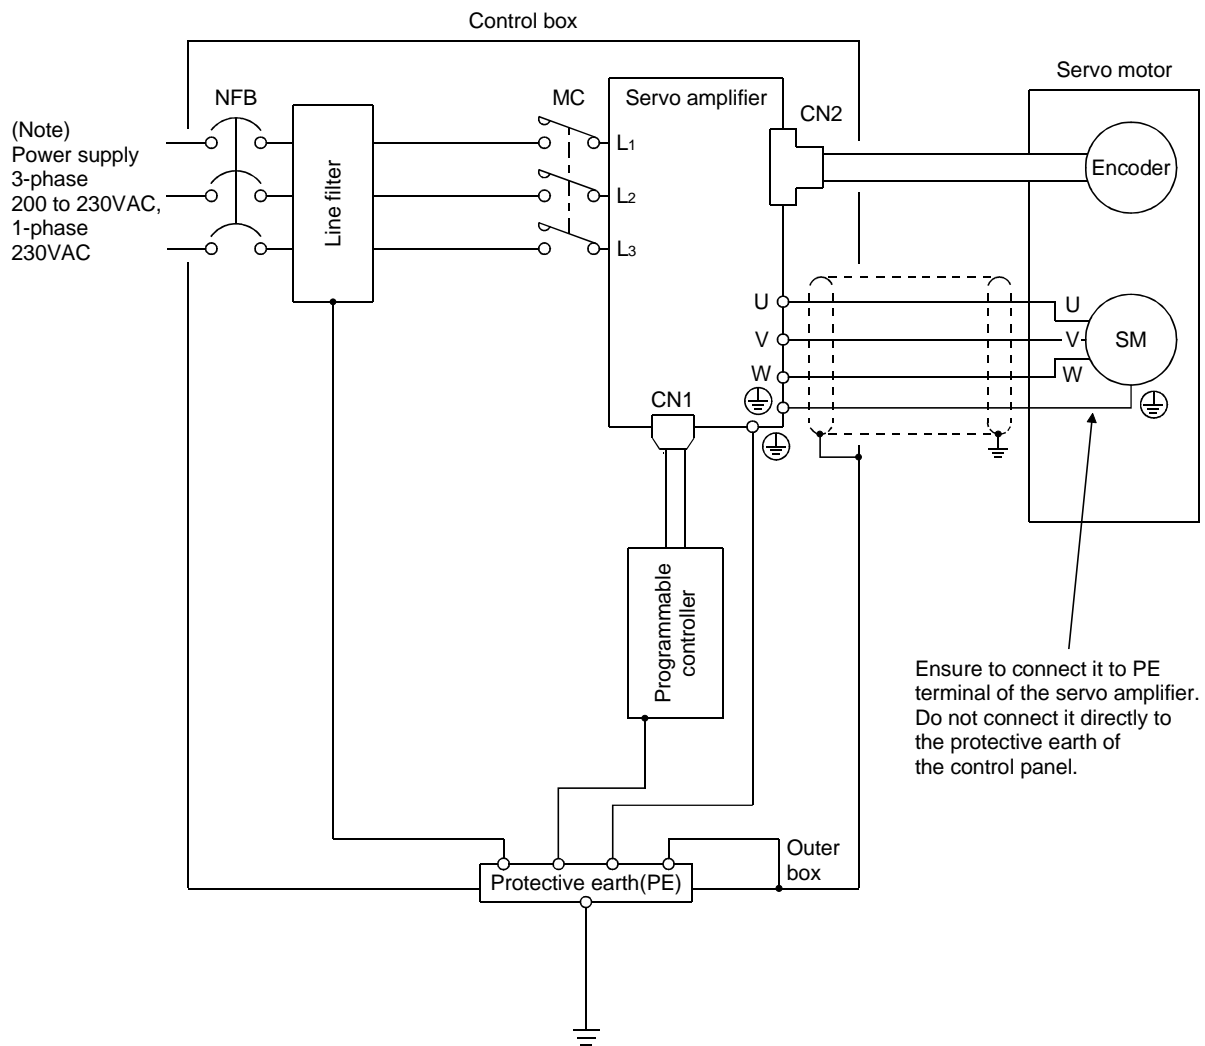 Control box
Servo motor
NFB
MC
Servo amplifier
CN2
(Note)
Power supply
3-phase
200 to 230VAC,
1-phase
230VAC
Line filter
L1
L2
L3
Encoder
U
V
W
U
V
W
SM
CN1
Programmable
controller
Ensure to connect it to PE
terminal of the servo amplifier.
Do not connect it directly to
the protective earth of
the control panel.
Outer
box
Protective earth(PE)